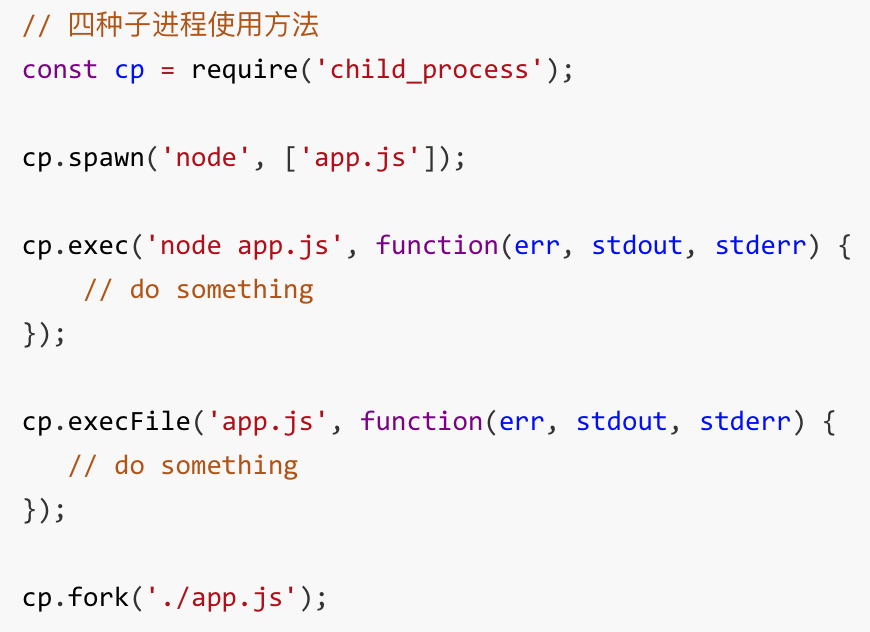 // 四种子进程使用方法
const cp = require('child_process');
cp.spawn('node', ['app.js']);
cp.exec('node app.js', function(err, stdout, stderr) {
    // do something
});
cp.execFile('app.js', function(err, stdout, stderr) {
   // do something
});
cp.fork('./app.js');